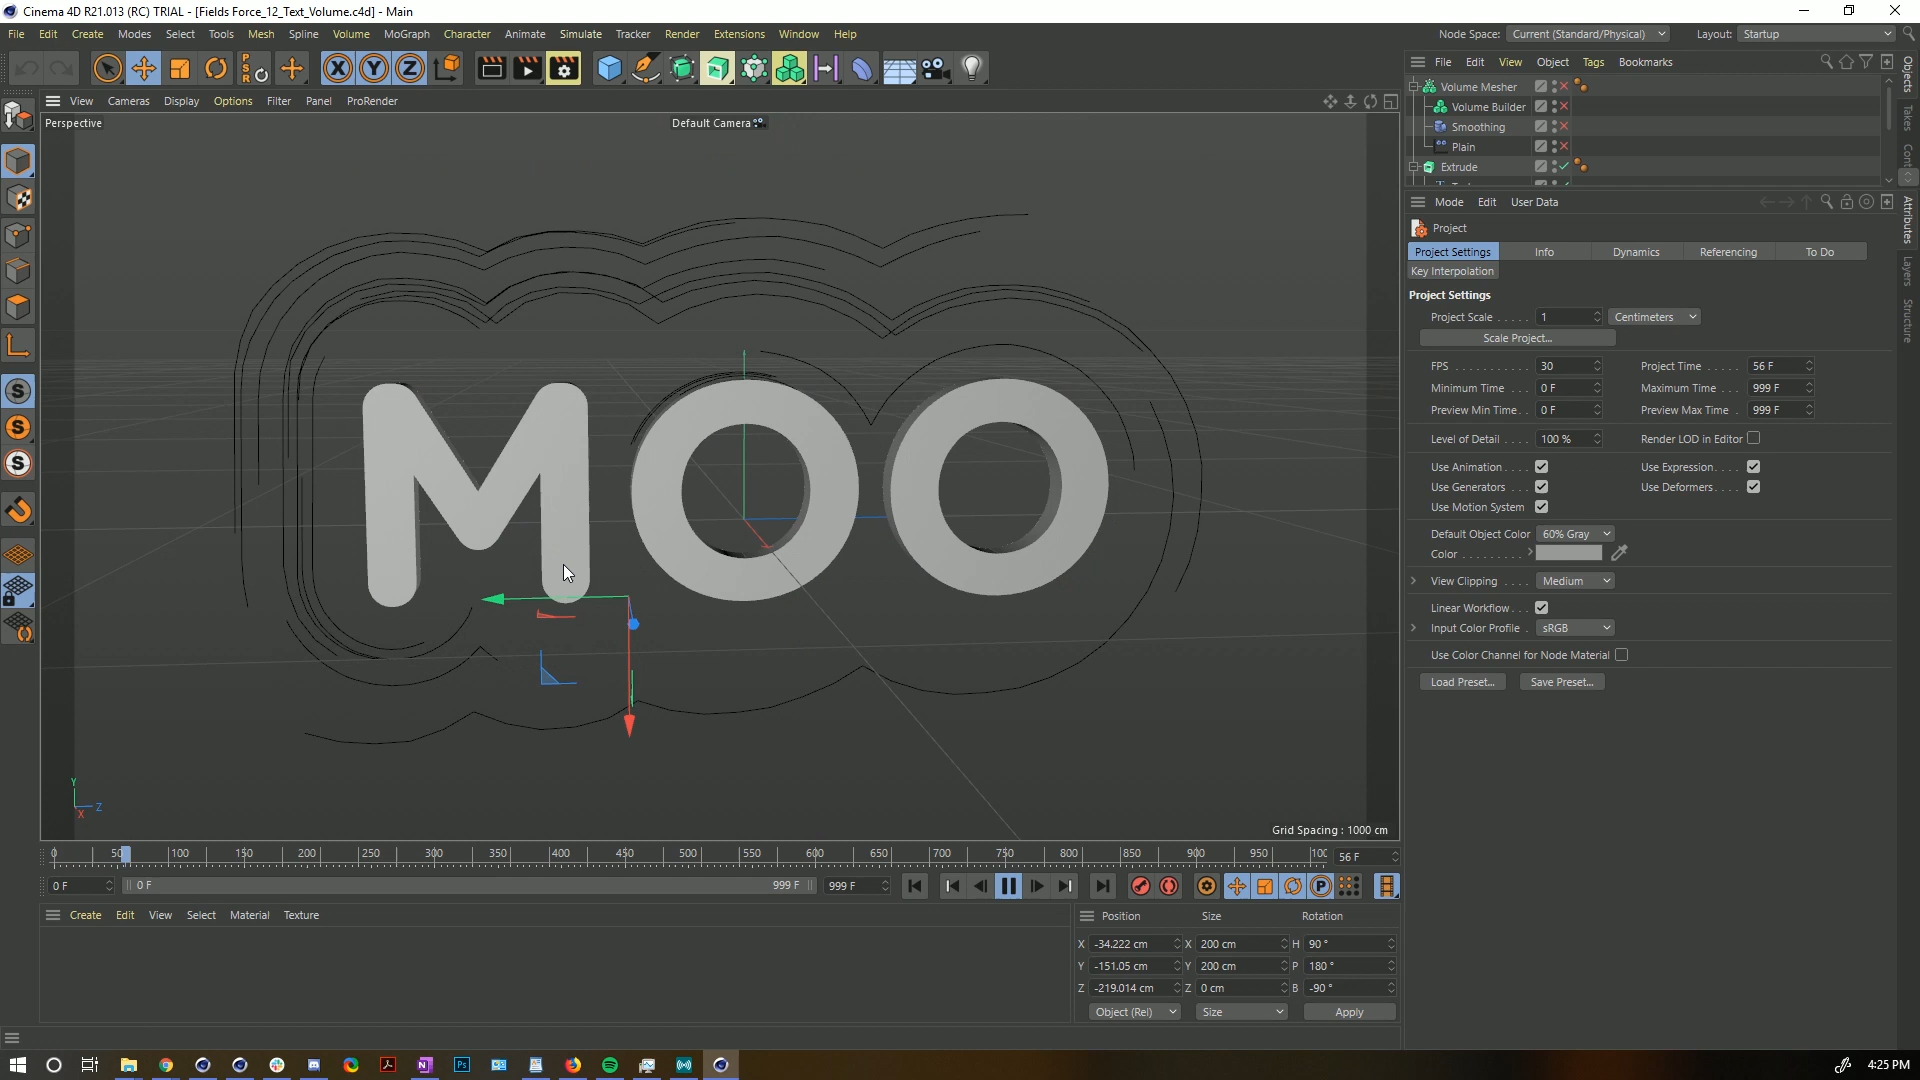 Cinema 4D R21.013 (RC) TRIAL - [Fields Force_12_Text_Volume.c4d] - Main
File Edit Create Modes Select Tools Mesh Spline Volume MoGraph Character Animate Simulate Tracker Render Extensions Window Help
Node Space: Current (Standard/Physical) Layout: Startup
X Y Z
PSR
File Edit View Object Tags Bookmarks
View Cameras Display Options Filter Panel ProRender
Perspective
Default Camera
Volume Mesher
Volume Builder
Smoothing
Plain
Extrude
Objects
Takes
Attributes
Layers
Structure
Mode Edit User Data
Project
Project Settings Info Dynamics Referencing To Do
Key Interpolation
Project Settings
Project Scale . . . . . 1 Centimeters
Scale Project...
FPS . . . . . . . . . . . 30 Project Time . . . . . 56 F
Minimum Time . . . 0 F Maximum Time . . . 999 F
Preview Min Time . . 0 F Preview Max Time . 999 F
Level of Detail . . . . 100 % Render LOD in Editor
Use Animation . . . . Use Expression . . . .
Use Generators . . . Use Deformers . . . .
Use Motion System
Default Object Color 60% Gray
Color . . . . . . . . .
View Clipping . . . . Medium
Linear Workflow . . .
Input Color Profile . sRGB
Use Color Channel for Node Material
Load Preset... Save Preset...
MOO
Y
Z
X
Grid Spacing : 1000 cm
0 50 100 150 200 250 300 350 400 450 500 550 600 650 700 750 800 850 900 950 100 56 F
0 F 0 F 999 F 999 F
P
Create Edit View Select Material Texture
Position Size Rotation
X -34.222 cm X 200 cm H 90 °
Y -151.05 cm Y 200 cm P 180 °
Z -219.014 cm Z 0 cm B -90 °
Object (Rel) Size Apply
Ps
4:25 PM